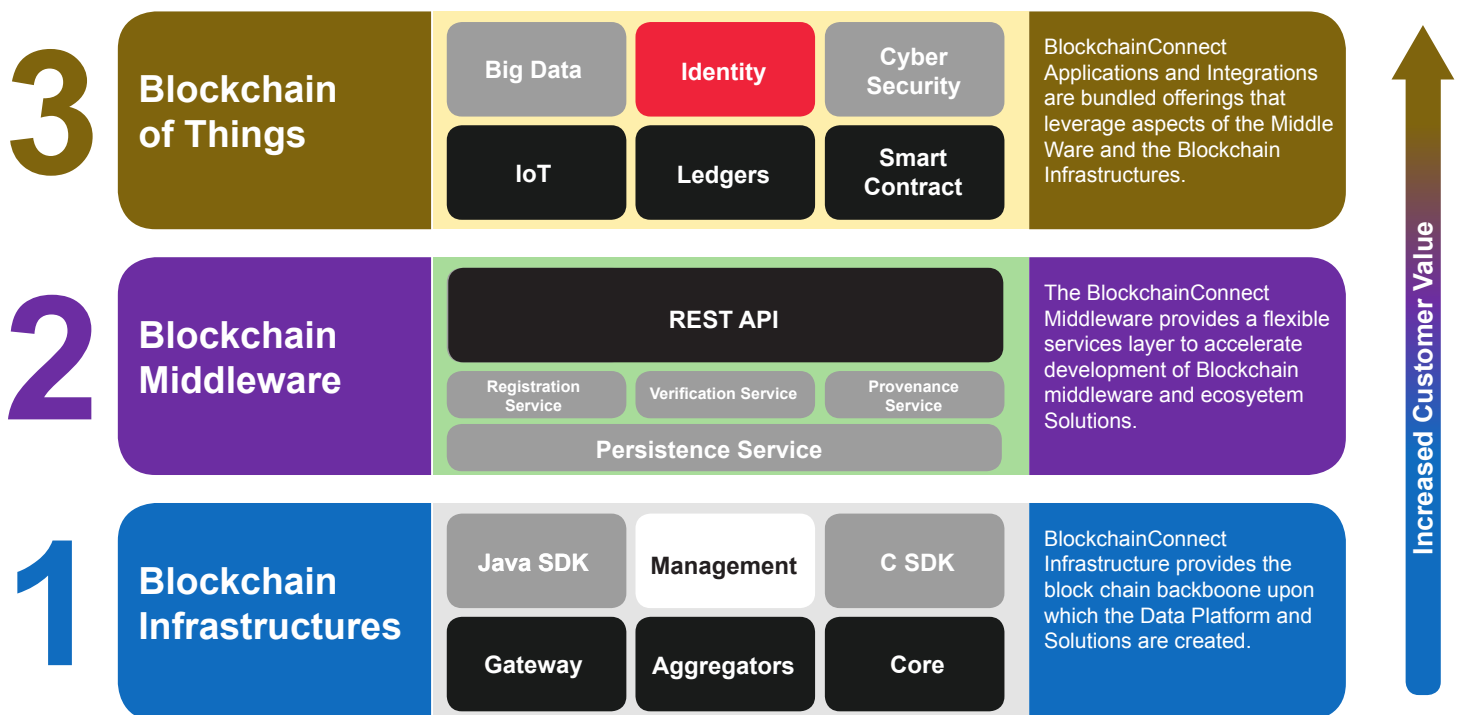 3
Blockchain
of Things
Big Data
Identity
Cyber
Security
IoT
Ledgers
Smart
Contract
BlockchainConnect
Applications and Integrations
are bundled offerings that
leverage aspects of the Middle
Ware and the Blockchain
Infrastructures.
2
Blockchain
Middleware
REST API
Registration
Service
Verification Service
Provenance
Service
Persistence Service
The BlockchainConnect
Middleware provides a flexible
services layer to accelerate
development of Blockchain
middleware and ecosyetem
Solutions.
1
Blockchain
Infrastructures
Java SDK
Management
C SDK
Gateway
Aggregators
Core
BlockchainConnect
Infrastructure provides the
block chain backboone upon
which the Data Platform and
Solutions are created.
Increased Customer Value